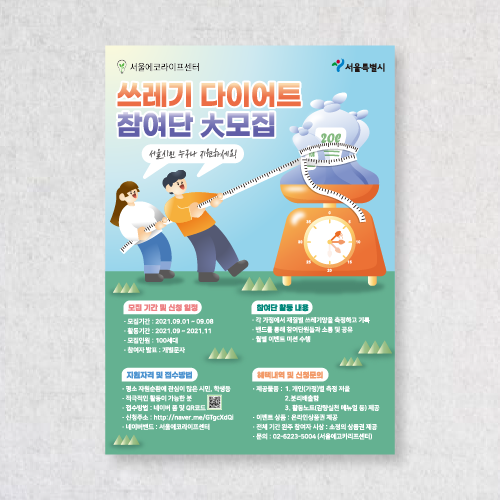 서울에코라이프센터
서울특별시
쓰레기 다이어트
참여단 大모집
서울시민 누구나 지원하세요!
20ℓ
모집 기간 및 신청 일정
· 모집기간 : 2021.09.01 ~ 09.08
· 활동기간 : 2021.09 ~ 2021.11
· 모집인원 : 100세대
· 참여자 발표 : 개별문자
참여단 활동 내용
· 각 가정에서 재질별 쓰레기양을 측정하고 기록
· 밴드를 통해 참여단원들과 소통 및 공유
· 월별 이벤트 미션 수행
지원자격 및 접수방법
· 평소 자원순환에 관심이 많은 시민, 학생등
· 적극적인 활동이 가능한 분
· 접수방법 : 네이버 폼 및 QR코드
· 신청주소 : http://naver.me/GTgcXdQl
· 네이버밴드 : 서울에코라이프센터
혜택내역 및 신청문의
· 제공물품 : 1. 개인(가정)별 측정 저울
2.분리배출함
3. 활동노트(감량실천 메뉴얼 등) 제공
· 이벤트 상품 : 온라인상품권 제공
· 전체 기간 완주 참여자 시상 : 소정의 상품권 제공
· 문의 : 02-6223-5004 (서울에코라이프센터)